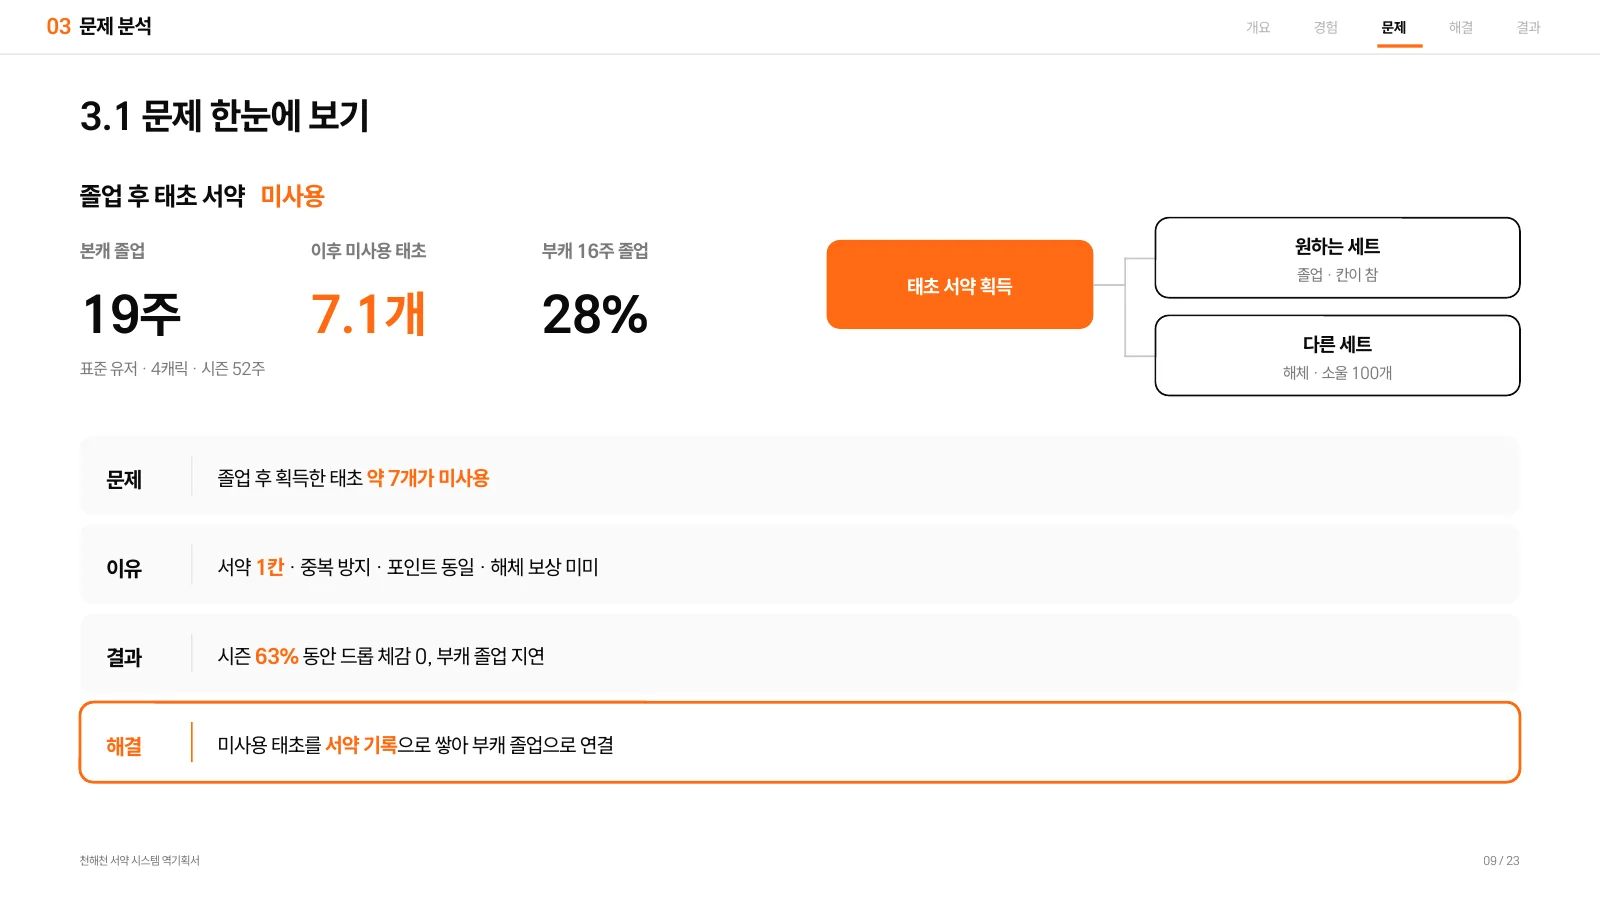 03 문제 분석
개요 경험 문제 해결 결과
3.1 문제 한눈에 보기
졸업 후 태초 서약 미사용
본캐 졸업
19주
이후 미사용 태초
7.1개
부캐 16주 졸업
28%
표준 유저 · 4캐릭 · 시즌 52주
태초 서약 획득
원하는 세트
졸업 · 칸이 참
다른 세트
해체 · 소울 100개
문제
졸업 후 획득한 태초 약 7개가 미사용
이유
서약 1칸 · 중복 방지 · 포인트 동일 · 해체 보상 미미
결과
시즌 63% 동안 드롭 체감 0, 부캐 졸업 지연
해결
미사용 태초를 서약 기록으로 쌓아 부캐 졸업으로 연결
천해천 서약 시스템 역기획서
09 / 23